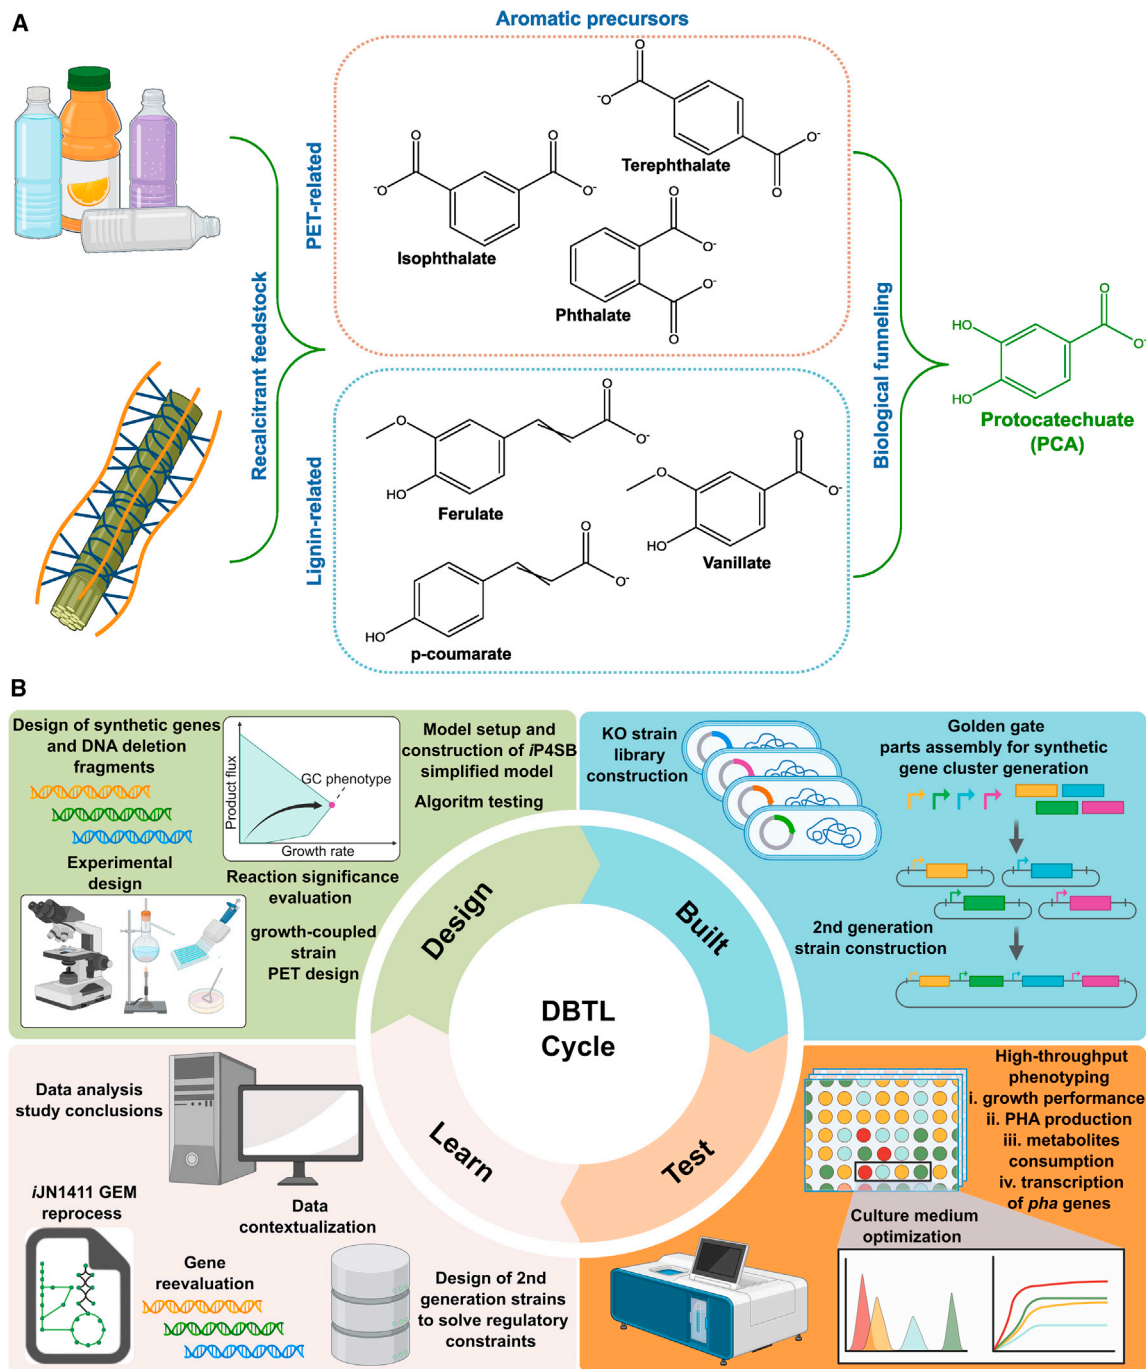 A
Aromatic precursors
PET-related
Recalcitrant feedstock
Lignin-related
Biological funneling
O
-O
O-
O
Terephthalate
O
O
-O
O-
Isophthalate
O
O-
O-
O
Phthalate
O
O
O-
HO
Ferulate
O
O
O-
HO
Vanillate
O
O-
HO
p-coumarate
O
HO
O-
HO
Protocatechuate
(PCA)
B
Design of synthetic genes
and DNA deletion
fragments
Experimental
design
Product flux
GC phenotype
Growth rate
Model setup and
construction of iP4SB
simplified model
Algoritm testing
Reaction significance
evaluation
growth-coupled
strain
PET design
KO strain
library
construction
Golden gate
parts assembly for synthetic
gene cluster generation
2nd generation
strain construction
Design
Built
DBTL
Cycle
Learn
Test
Data analysis
study conclusions
iJN1411 GEM
reprocess
Data
contextualization
Gene
reevaluation
Design of 2nd
generation strains
to solve regulatory
constraints
High-throughput
phenotyping
i. growth performance
ii. PHA production
iii. metabolites
consumption
iv. transcription
of pha genes
Culture medium
optimization